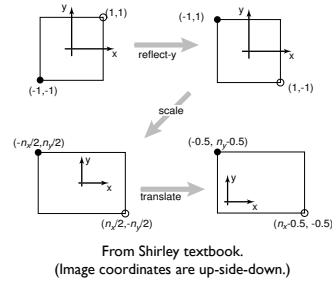 y
(1,1)
x
(-1,-1)
reflect-y
(-1,1)
y
x
(1,-1)
scale
(-nx/2,ny/2)
y
x
(nx/2,-ny/2)
translate
(-0.5, ny-0.5)
y
x
(nx-0.5, -0.5)
From Shirley textbook.
(Image coordinates are up-side-down.)